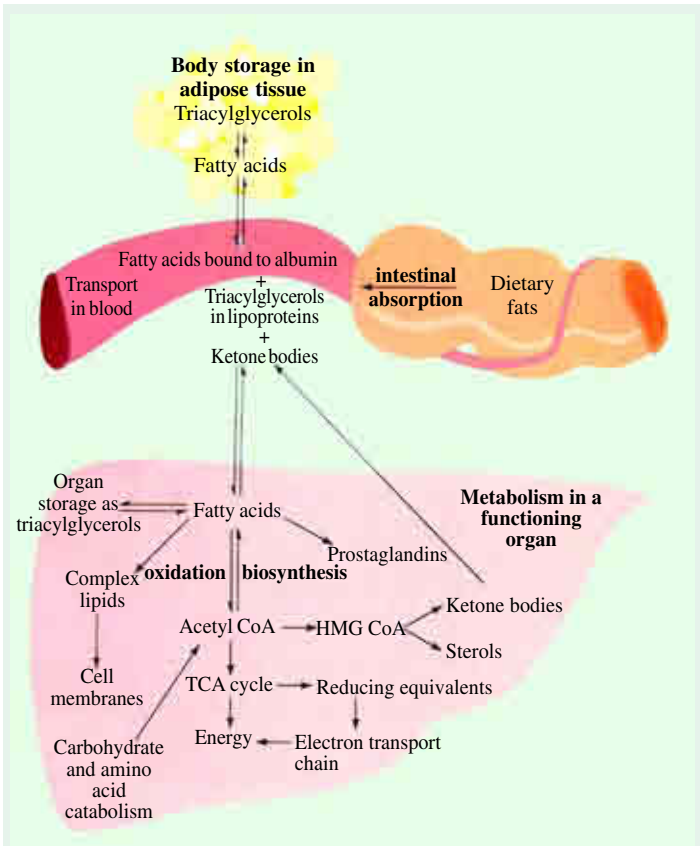 Body storage in
adipose tissue
Triacylglycerols
Fatty acids
Fatty acids bound to albumin
+
Triacylglycerols
in lipoproteins
+
Ketone bodies
Transport
in blood
intestinal
absorption
Dietary
fats
Organ
storage as
triacylglycerols
Fatty acids
Metabolism in a
functioning
organ
Prostaglandins
Complex
lipids
oxidation
biosynthesis
Ketone bodies
Acetyl CoA
HMG CoA
Sterols
Cell
membranes
TCA cycle
Reducing equivalents
Energy
Electron transport
chain
Carbohydrate
and amino
acid
catabolism